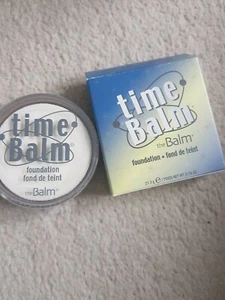 time
Balm
foundation
fond de teint
theBalm
time
Balm
theBalm
foundation • fond de teint